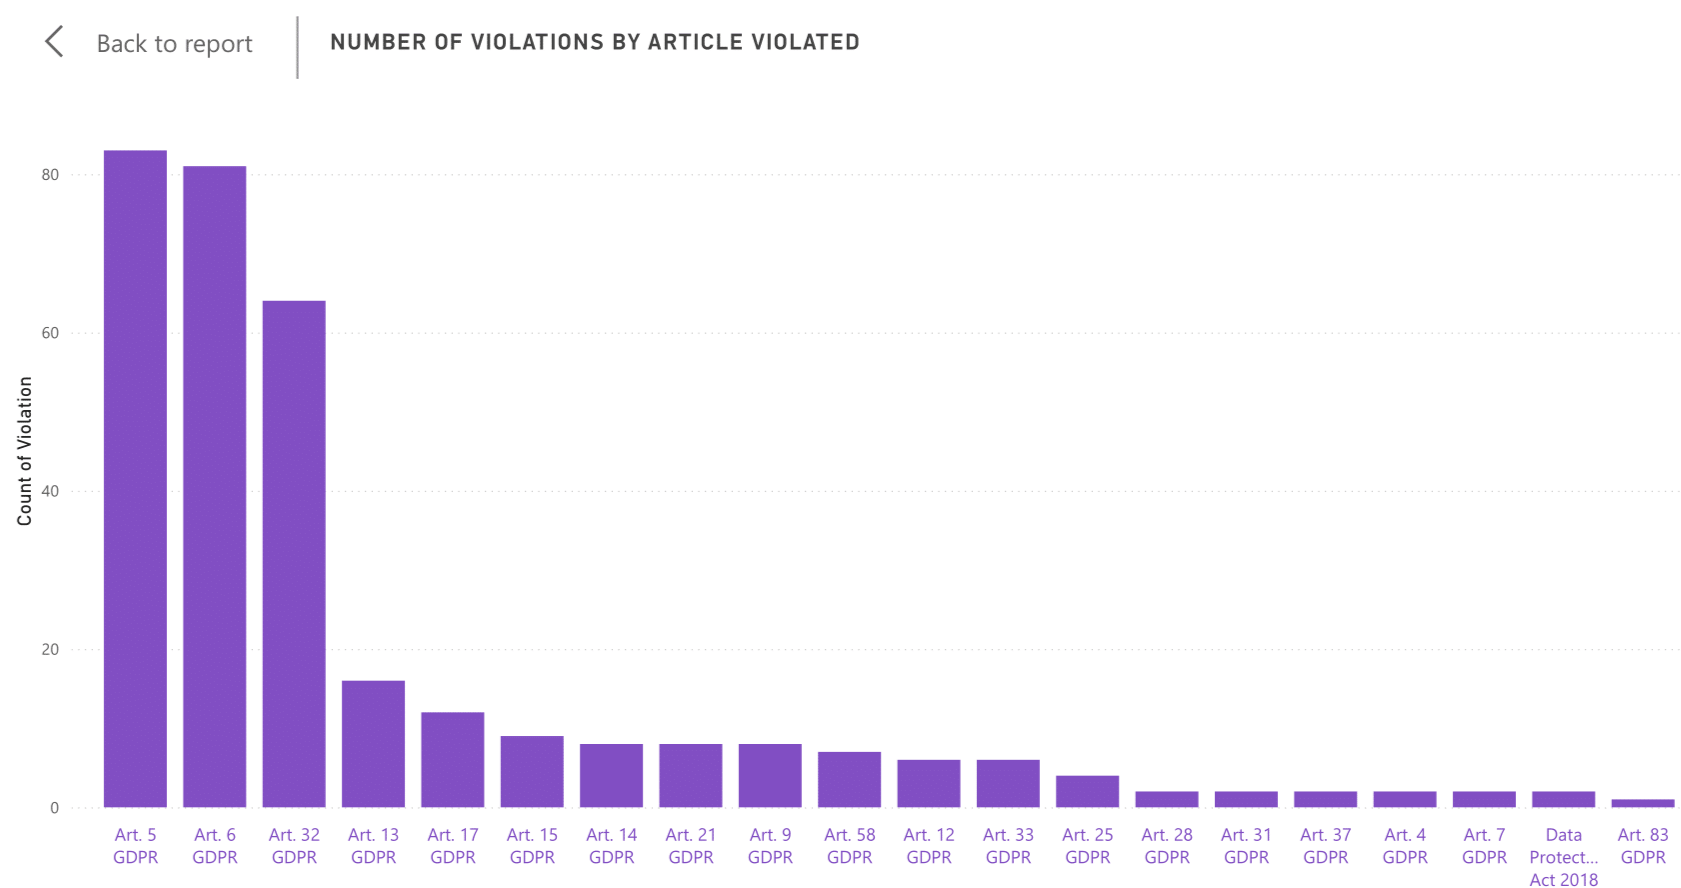 Back to report
NUMBER OF VIOLATIONS BY ARTICLE VIOLATED
Count of Violation
80
60
40
20
0
Art. 5
GDPR
Art. 6
GDPR
Art. 32
GDPR
Art. 13
GDPR
Art. 17
GDPR
Art. 15
GDPR
Art. 14
GDPR
Art. 21
GDPR
Art. 9
GDPR
Art. 58
GDPR
Art. 12
GDPR
Art. 33
GDPR
Art. 25
GDPR
Art. 28
GDPR
Art. 31
GDPR
Art. 37
GDPR
Art. 4
GDPR
Art. 7
GDPR
Data
Protect...
Act 2018
Art. 83
GDPR